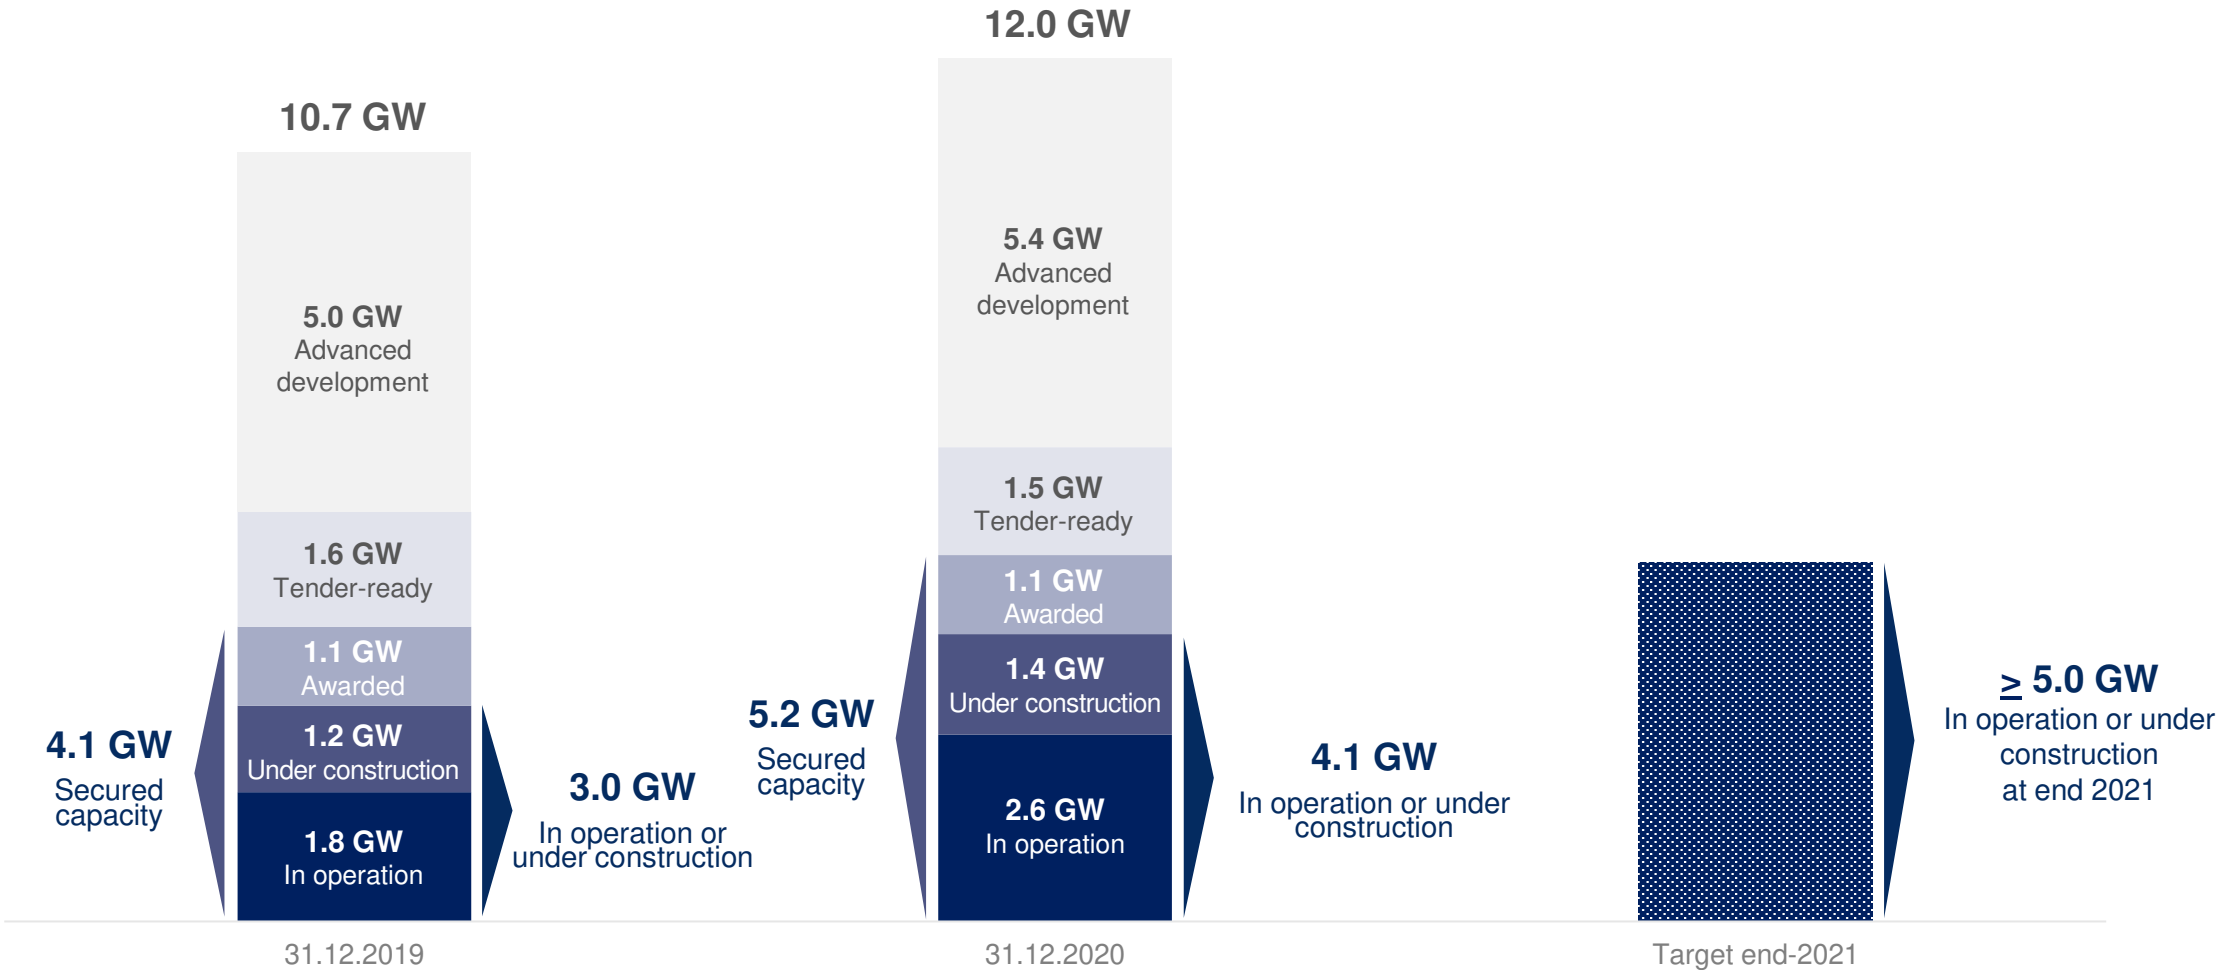 10.7 GW
5.0 GW
Advanced
development
1.6 GW
Tender-ready
1.1 GW
Awarded
1.2 GW
Under construction
1.8 GW
In operation
4.1 GW
Secured
capacity
3.0 GW
In operation or
under construction
31.12.2019
12.0 GW
5.4 GW
Advanced
development
1.5 GW
Tender-ready
1.1 GW
Awarded
1.4 GW
Under construction
2.6 GW
In operation
5.2 GW
Secured
capacity
4.1 GW
In operation or under
construction
31.12.2020
≥ 5.0 GW
In operation or under
construction
at end 2021
Target end-2021